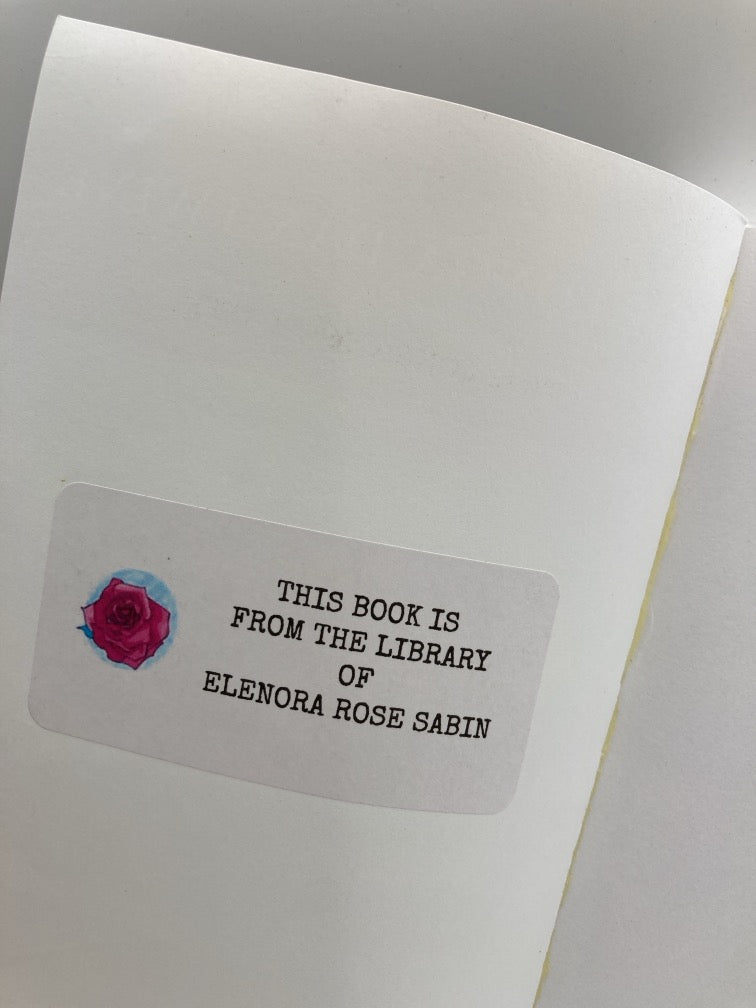 THIS BOOK IS
FROM THE LIBRARY
OF
ELENORA ROSE SABIN